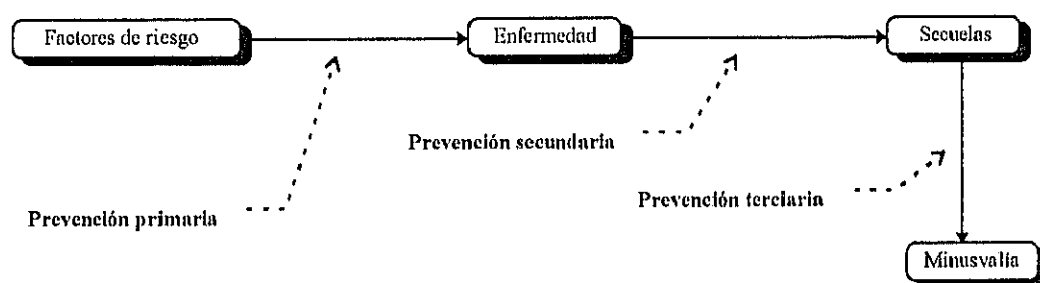 Factores de riesgo
Enfermedad
Secuelas
Prevención secundaria
Prevención terciaria
Prevención primaria
Minusvalía